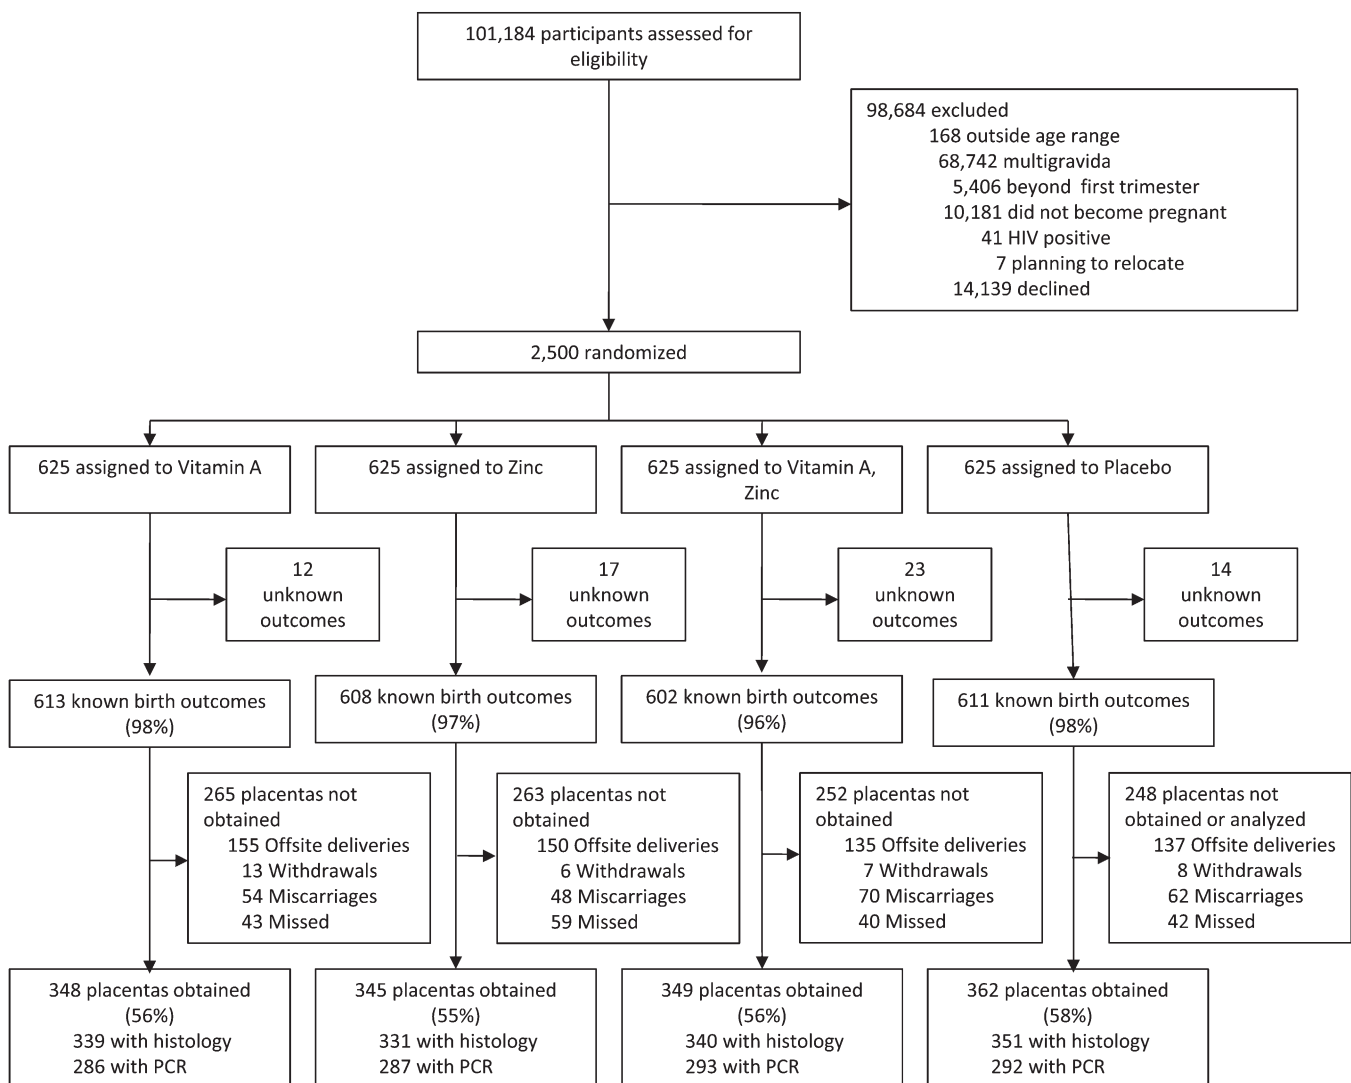 101,184 participants assessed for
eligibility
98,684 excluded
168 outside age range
68,742 multigravida
5,406 beyond first trimester
10,181 did not become pregnant
41 HIV positive
7 planning to relocate
14,139 declined
2,500 randomized
625 assigned to Vitamin A
625 assigned to Zinc
625 assigned to Vitamin A,
Zinc
625 assigned to Placebo
12
unknown
outcomes
17
unknown
outcomes
23
unknown
outcomes
14
unknown
outcomes
613 known birth outcomes
(98%)
608 known birth outcomes
(97%)
602 known birth outcomes
(96%)
611 known birth outcomes
(98%)
265 placentas not
obtained
155 Offsite deliveries
13 Withdrawals
54 Miscarriages
43 Missed
263 placentas not
obtained
150 Offsite deliveries
6 Withdrawals
48 Miscarriages
59 Missed
252 placentas not
obtained
135 Offsite deliveries
7 Withdrawals
70 Miscarriages
40 Missed
248 placentas not
obtained or analyzed
137 Offsite deliveries
8 Withdrawals
62 Miscarriages
42 Missed
348 placentas obtained
(56%)
339 with histology
286 with PCR
345 placentas obtained
(55%)
331 with histology
287 with PCR
349 placentas obtained
(56%)
340 with histology
293 with PCR
362 placentas obtained
(58%)
351 with histology
292 with PCR